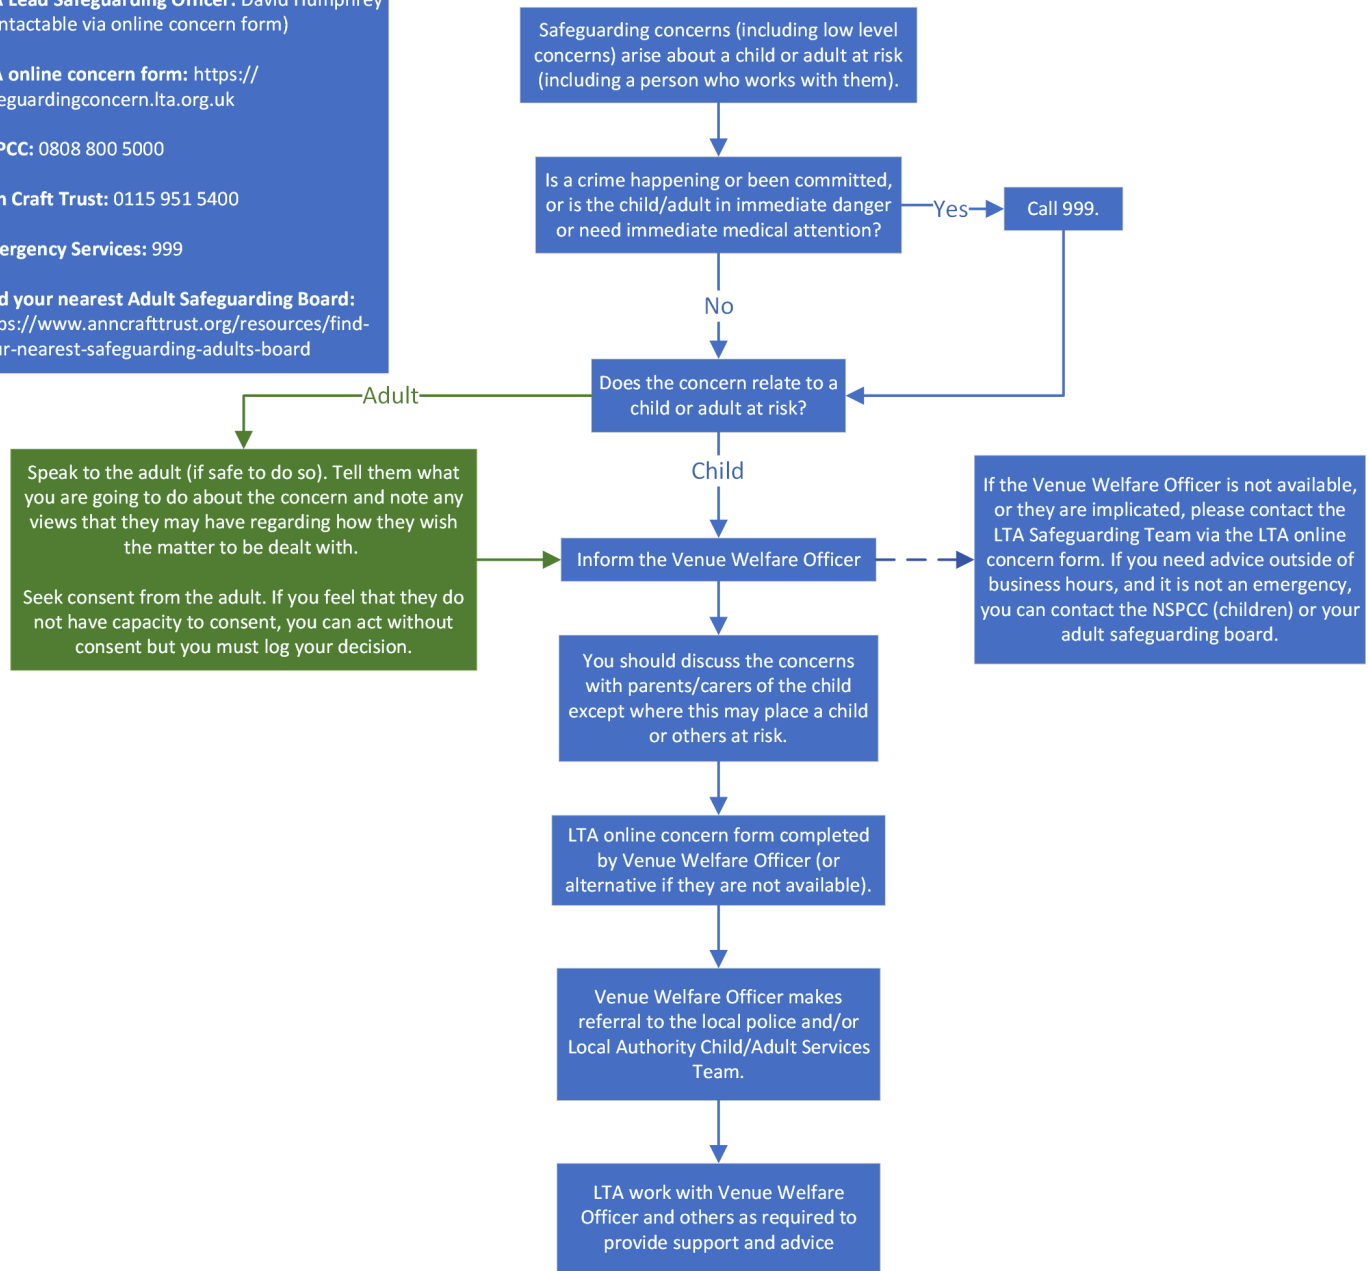 Lead Safeguarding Officer: David Humphrey
via online concern form)
online concern form: https://
eguardingconcern.lta.org.uk
PCC: 0808 800 5000
Craft Trust: 0115 951 5400
ergency Services: 999
your nearest Adult Safeguarding Board:
ps://www.anncrafttrust.org/resources/find-
ur-nearest-safeguarding-adults-board
Safeguarding concerns (including low level
concerns) arise about a child or adult at risk
(including a person who works with them).
Is a crime happening or been committed,
or is the child/adult in immediate danger
or need immediate medical attention?
Yes
Call 999.
No
Does the concern relate to a
child or adult at risk?
Adult
Speak to the adult (if safe to do so). Tell them what
you are going to do about the concern and note any
views that they may have regarding how they wish
the matter to be dealt with.
Seek consent from the adult. If you feel that they do
not have capacity to consent, you can act without
consent but you must log your decision.
Child
Inform the Venue Welfare Officer
If the Venue Welfare Officer is not available,
or they are implicated, please contact the
LTA Safeguarding Team via the LTA online
concern form. If you need advice outside of
business hours, and it is not an emergency,
you can contact the NSPCC (children) or your
adult safeguarding board.
You should discuss the concerns
with parents/carers of the child
except where this may place a child
or others at risk.
LTA online concern form completed
by Venue Welfare Officer (or
alternative if they are not available).
Venue Welfare Officer makes
referral to the local police and/or
Local Authority Child/Adult Services
Team.
LTA work with Venue Welfare
Officer and others as required to
provide support and advice